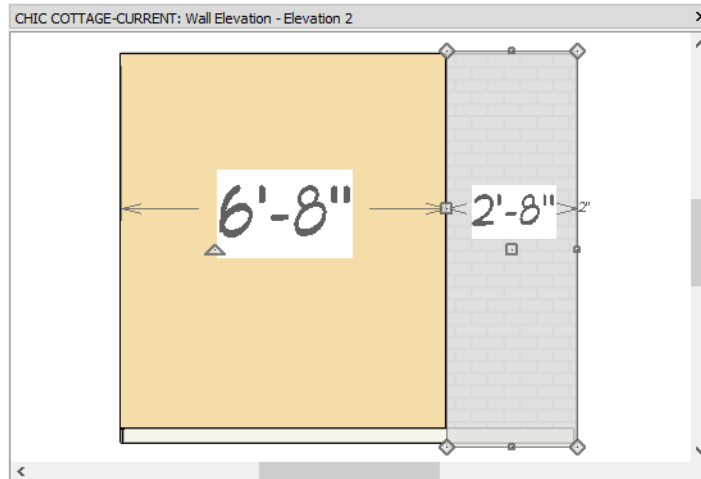 CHIC COTTAGE-CURRENT: Wall Elevation - Elevation 2
6'-8" 2'-8" 2"